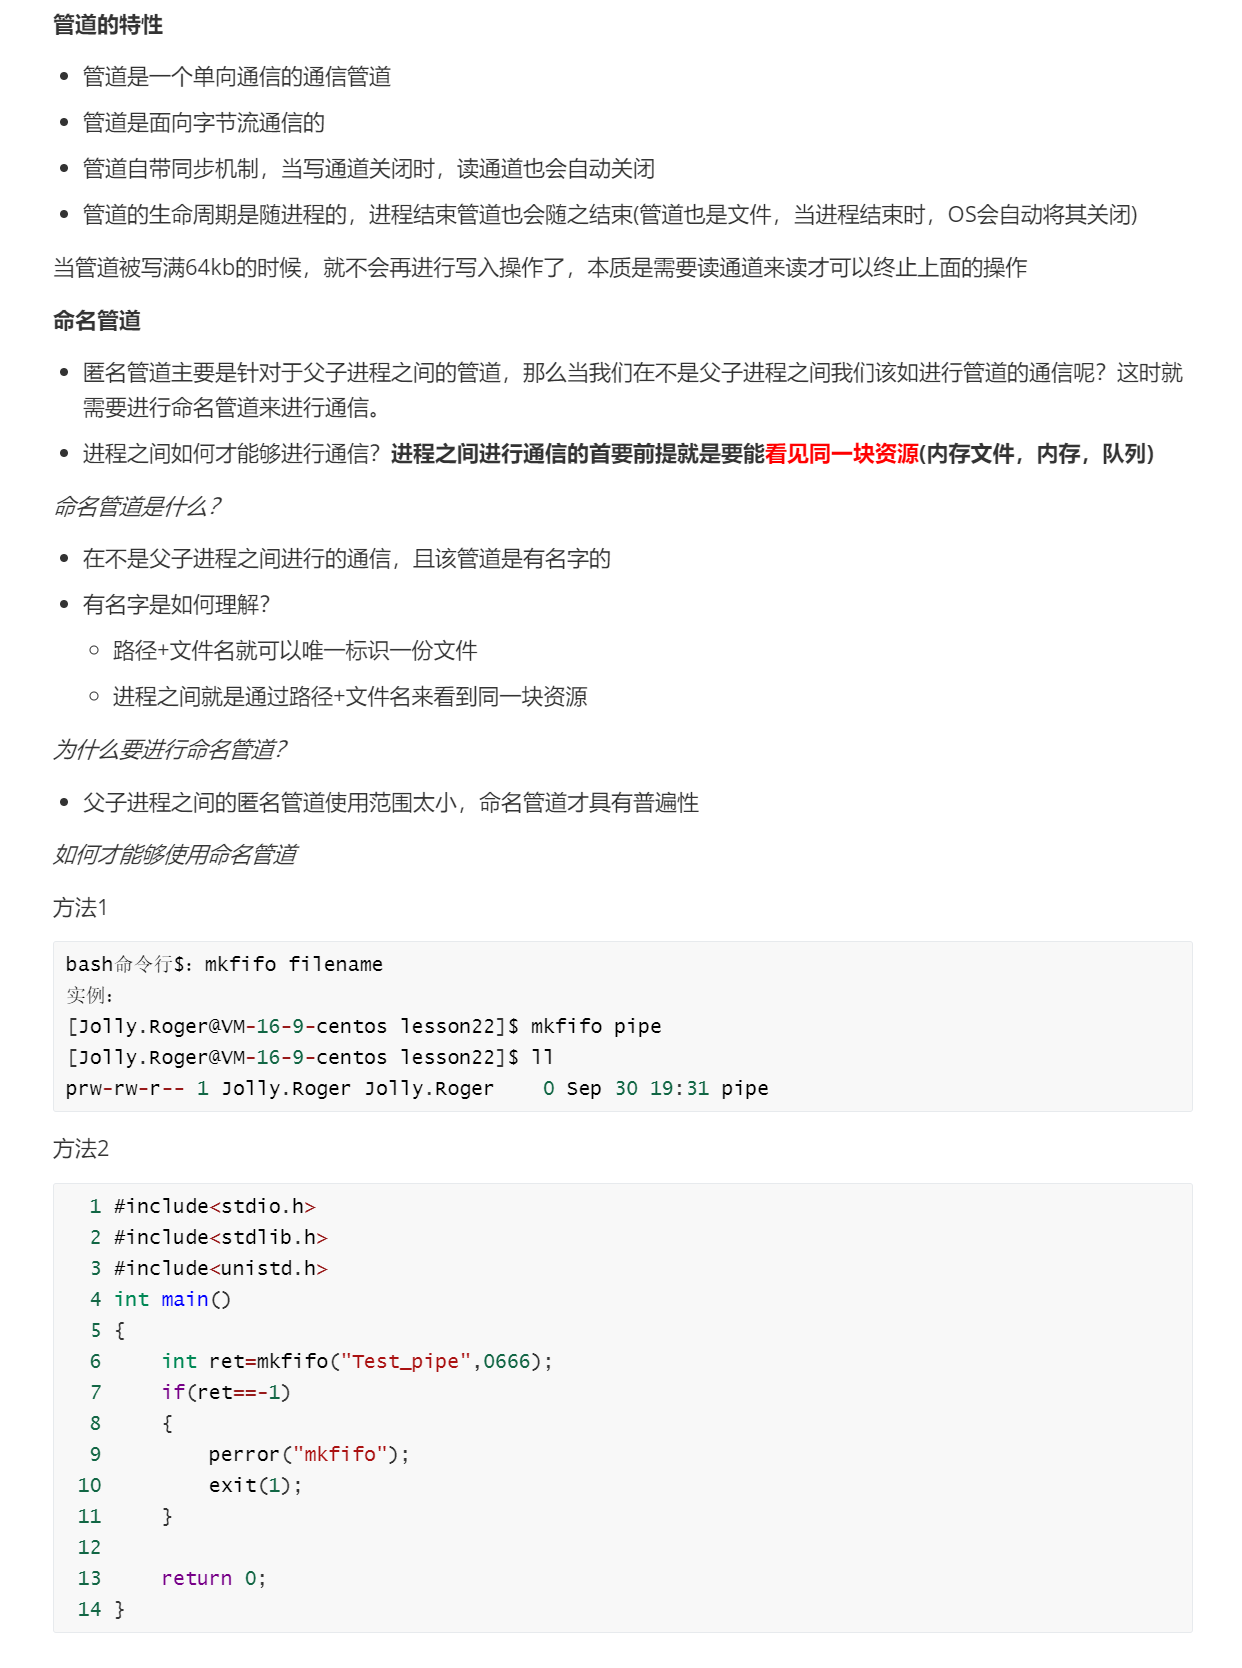 管道的特性
管道是一个单向通信的通信管道
管道是面向字节流通信的
管道自带同步机制，当写通道关闭时，读通道也会自动关闭
管道的生命周期是随进程的，进程结束管道也会随之结束(管道也是文件，当进程结束时，OS会自动将其关闭)
当管道被写满64kb的时候，就不会再进行写入操作了，本质是需要读通道来读才可以终止上面的操作
命名管道
匿名管道主要是针对于父子进程之间的管道，那么当我们在不是父子进程之间我们该如进行管道的通信呢？这时就
需要进行命名管道来进行通信。
进程之间如何才能够进行通信？进程之间进行通信的首要前提就是要能看见同一块资源(内存文件，内存，队列)
命名管道是什么？
在不是父子进程之间进行的通信，且该管道是有名字的
有名字是如何理解？
路径+文件名就可以唯一标识一份文件
进程之间就是通过路径+文件名来看到同一块资源
为什么要进行命名管道？
父子进程之间的匿名管道使用范围太小，命名管道才具有普遍性
如何才能够使用命名管道
方法1
bash命令行$：mkfifo filename
实例：
[Jolly.Roger@VM-16-9-centos lesson22]$ mkfifo pipe
[Jolly.Roger@VM-16-9-centos lesson22]$ ll
prw-rw-r-- 1 Jolly.Roger Jolly.Roger    0 Sep 30 19:31 pipe
方法2
1 #include<stdio.h>
2 #include<stdlib.h>
3 #include<unistd.h>
4 int main()
5 {
6     int ret=mkfifo("Test_pipe",0666);
7     if(ret==-1)
8     {
9         perror("mkfifo");
10         exit(1);
11     }
12
13     return 0;
14 }